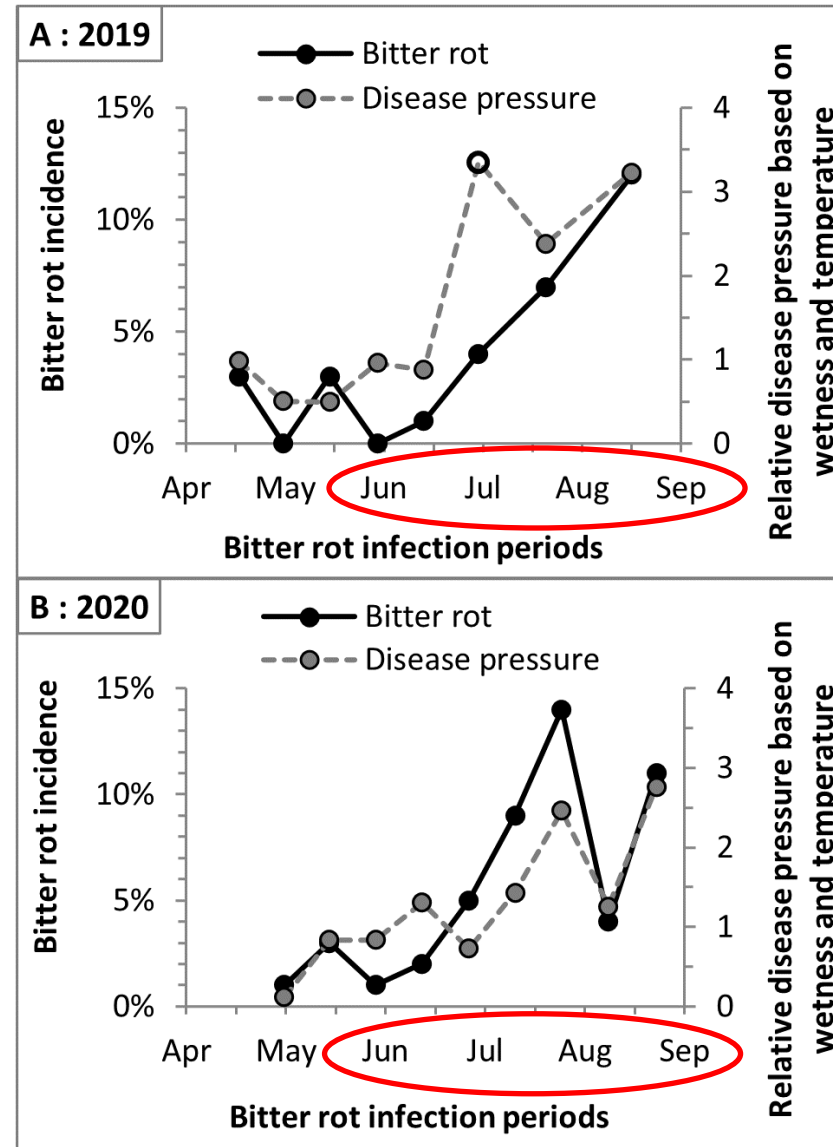 A : 2019
Bitter rot
Disease pressure
Bitter rot incidence
15%
10%
5%
0%
4
3
2
1
0
Relative disease pressure based on
wetness and temperature
Apr May Jun Jul Aug Sep
Bitter rot infection periods
B : 2020
Bitter rot
Disease pressure
Bitter rot incidence
15%
10%
5%
0%
4
3
2
1
0
Relative disease pressure based on
wetness and temperature
Apr May Jun Jul Aug Sep
Bitter rot infection periods